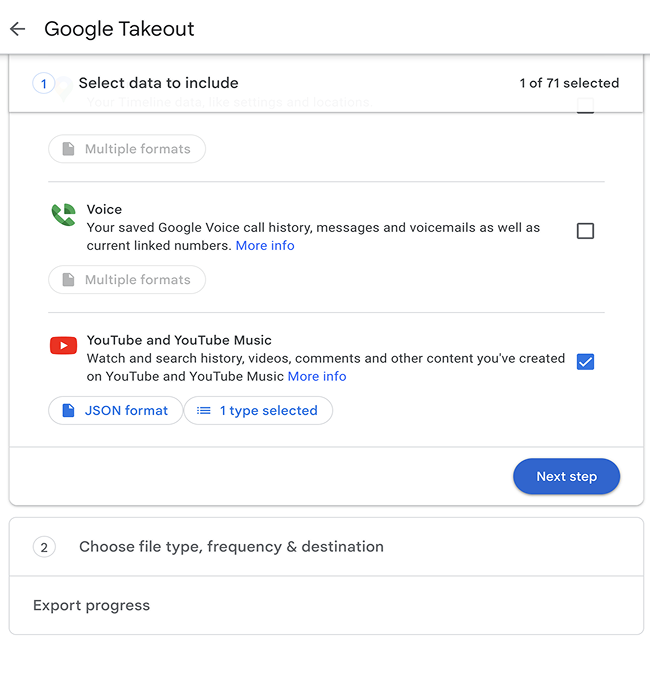 Google Takeout
1 Select data to include 1 of 71 selected
Your Timeline data, like settings and locations.
Multiple formats
Voice
Your saved Google Voice call history, messages and voicemails as well as
current linked numbers. More info
Multiple formats
YouTube and YouTube Music
Watch and search history, videos, comments and other content you've created
on YouTube and YouTube Music More info
JSON format 1 type selected
Next step
2 Choose file type, frequency & destination
Export progress